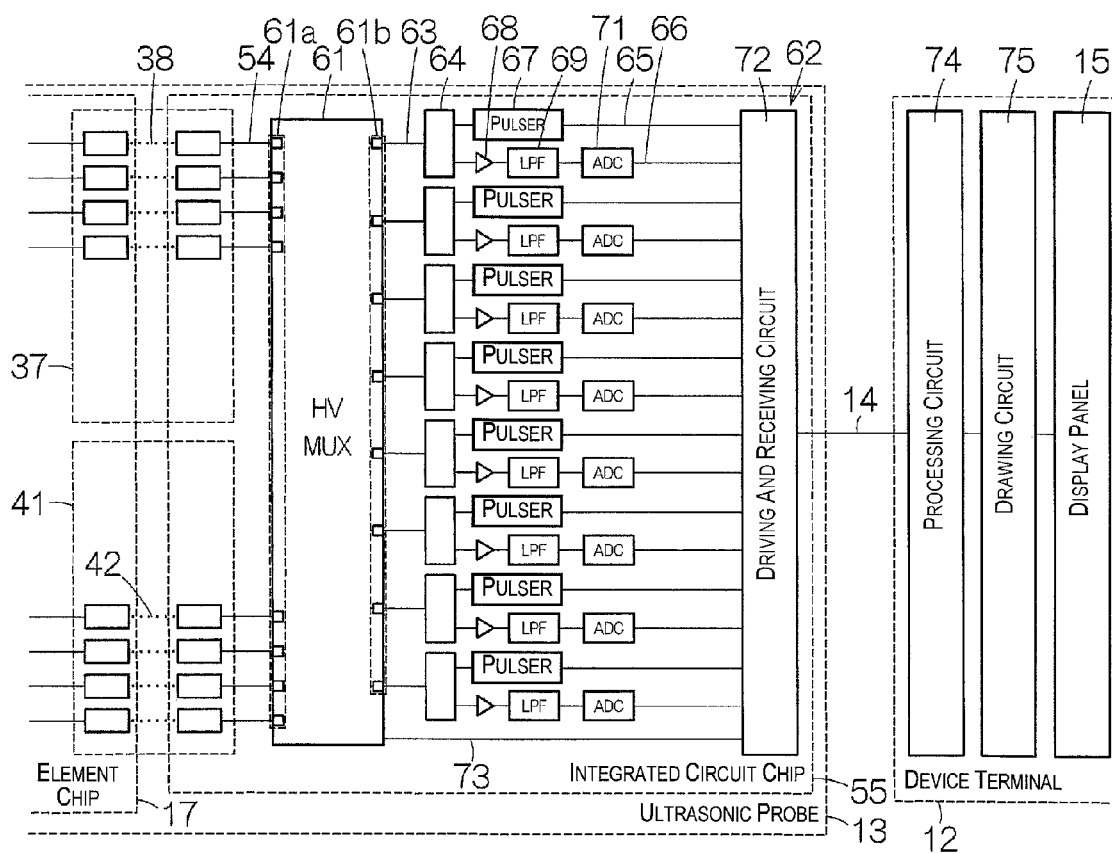 61a 61b 68 71 66 62
38 54 61 63 64 67 69 65 72 74 75 15
PULSER
LPF ADC
PULSER
LPF ADC
PULSER
LPF ADC
37
PULSER
14
HV
MUX
LPF ADC
PULSER
41
LPF ADC
PULSER
42
LPF ADC
PULSER
LPF ADC
PULSER
LPF ADC
DRIVING AND RECEIVING CIRCUIT
PROCESSING CIRCUIT
DRAWING CIRCUIT
DISPLAY PANEL
73
ELEMENT
CHIP
INTEGRATED CIRCUIT CHIP
DEVICE TERMINAL
17
ULTRASONIC PROBE
55
13
12